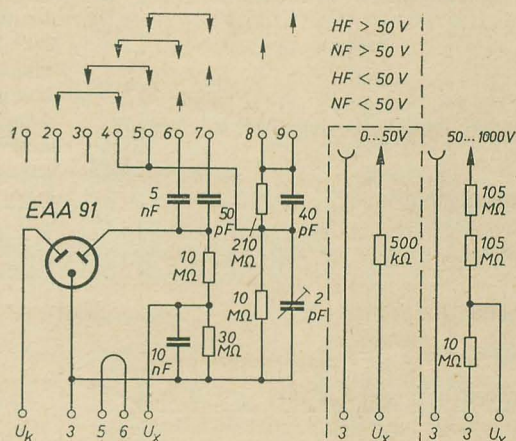 HF > 50 V
NF > 50 V
HF < 50 V
NF < 50 V
1 2 3 4 5 6 7 8 9
0...50V
50...1000V
5 nF
50 pF
40 pF
210 MΩ
105 MΩ
105 MΩ
EAA 91
10 MΩ
500 kΩ
10 MΩ
2 pF
10 nF
30 MΩ
10 MΩ
Uk 3 5 6 Ux
3 Ux
3 3 Ux